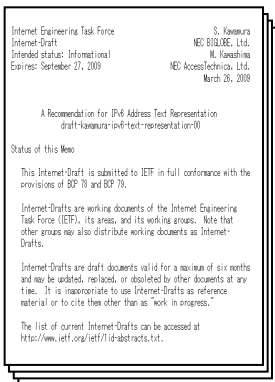 Internet Engineering Task Force S. Kawamura
Internet-Draft NEC BIGLOBE, Ltd.
Intended status: Informational M. Kawashima
Expires: September 27, 2009 NEC AccessTechnica, Ltd.
March 26, 2009
A Recommendation for IPv6 Address Text Representation
draft-kawamura-ipv6-text-representation-00
Status of this Memo
This Internet-Draft is submitted to IETF in full conformance with the
provisions of BCP 78 and BCP 79.
Internet-Drafts are working documents of the Internet Engineering
Task Force (IETF), its areas, and its working groups. Note that
other groups may also distribute working documents as Internet-
Drafts.
Internet-Drafts are draft documents valid for a maximum of six months
and may be updated, replaced, or obsoleted by other documents at any
time. It is inappropriate to use Internet-Drafts as reference
material or to cite them other than as "work in progress."
The list of current Internet-Drafts can be accessed at
http://www.ietf.org/ietf/1id-abstracts.txt.